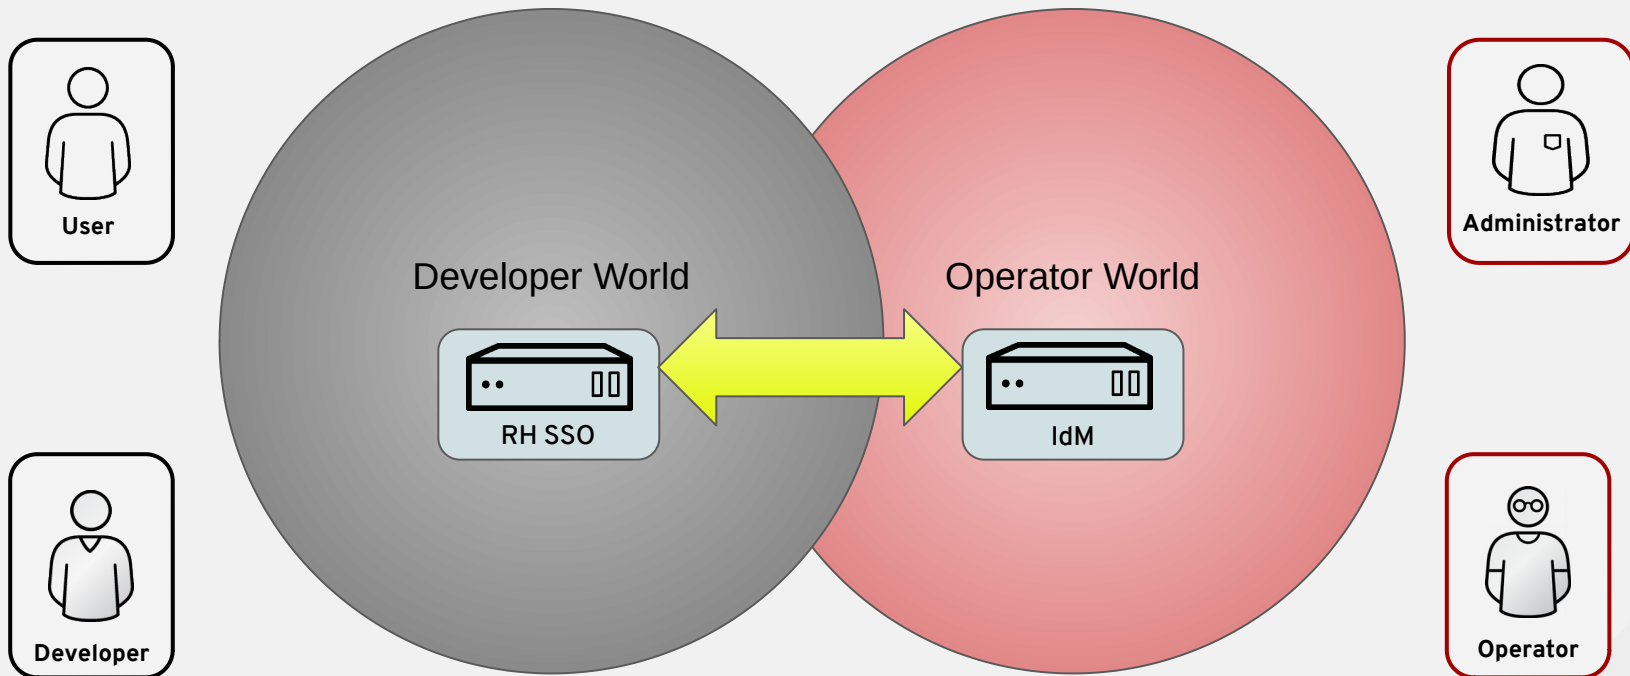 User
Administrator
Developer World
Operator World
RH SSO
IdM
Developer
Operator